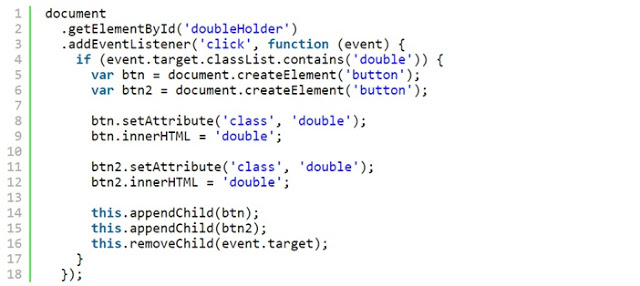 1 document
2   .getElementById('doubleHolder')
3   .addEventListener('click', function (event) {
4     if (event.target.classList.contains('double')) {
5       var btn = document.createElement('button');
6       var btn2 = document.createElement('button');
7
8       btn.setAttribute('class', 'double');
9       btn.innerHTML = 'double';
10
11       btn2.setAttribute('class', 'double');
12       btn2.innerHTML = 'double';
13
14       this.appendChild(btn);
15       this.appendChild(btn2);
16       this.removeChild(event.target);
17     }
18   });